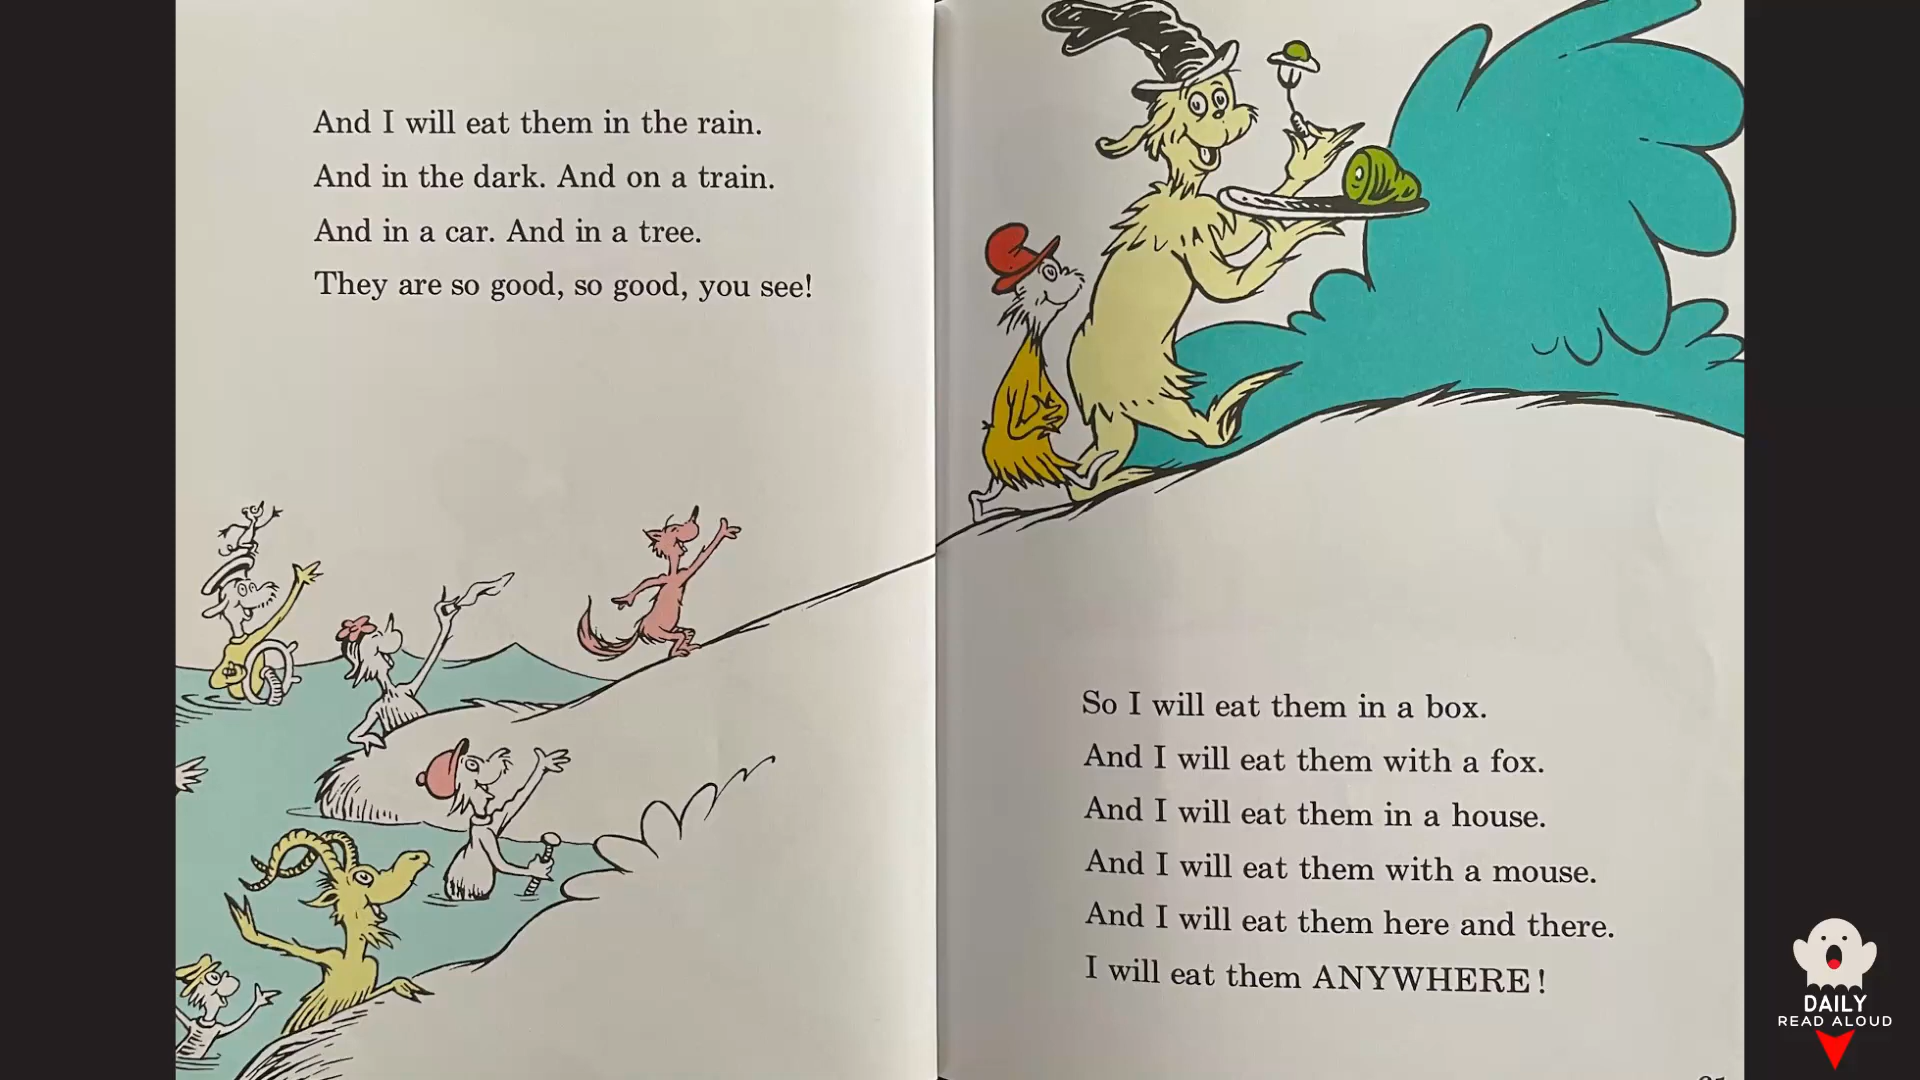 And I will eat them in the rain.
And in the dark. And on a train.
And in a car. And in a tree.
They are so good, so good, you see!
So I will eat them in a box.
And I will eat them with a fox.
And I will eat them in a house.
And I will eat them with a mouse.
And I will eat them here and there.
I will eat them ANYWHERE!
DAILY
READ ALOUD